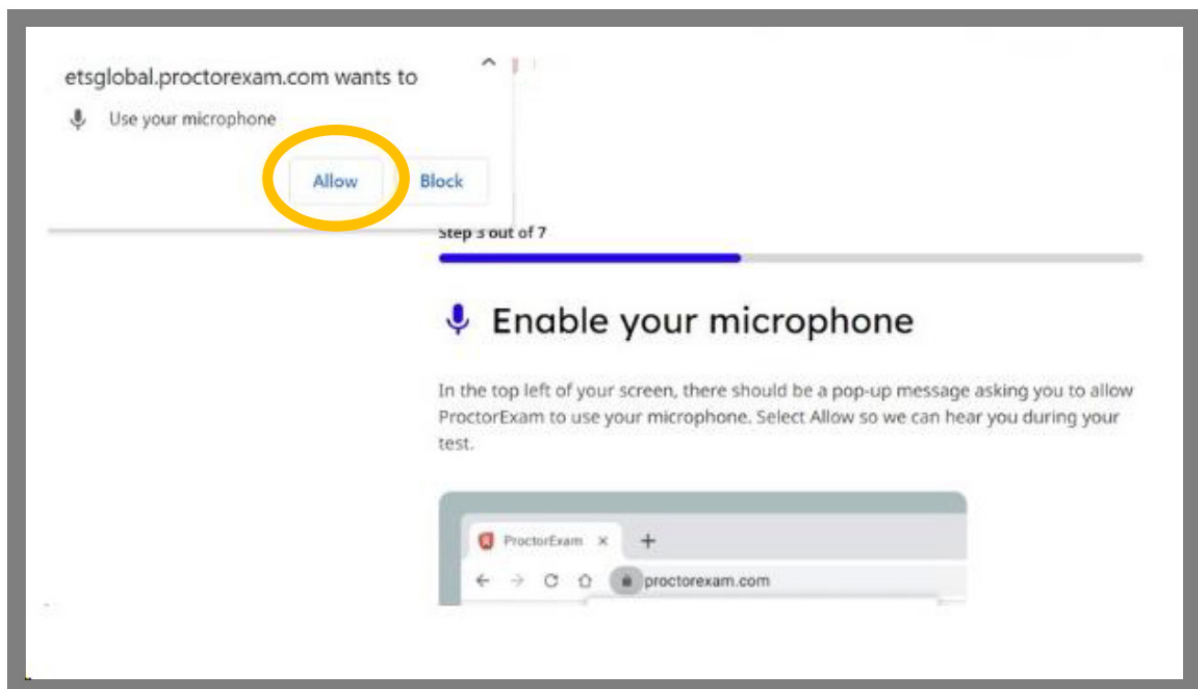 etsglobal.proctorexam.com wants to
Use your microphone
Allow
Block
Step 3 out of 7
Enable your microphone
In the top left of your screen, there should be a pop-up message asking you to allow
ProctorExam to use your microphone. Select Allow so we can hear you during your
test.
ProctorExam
proctorexam.com